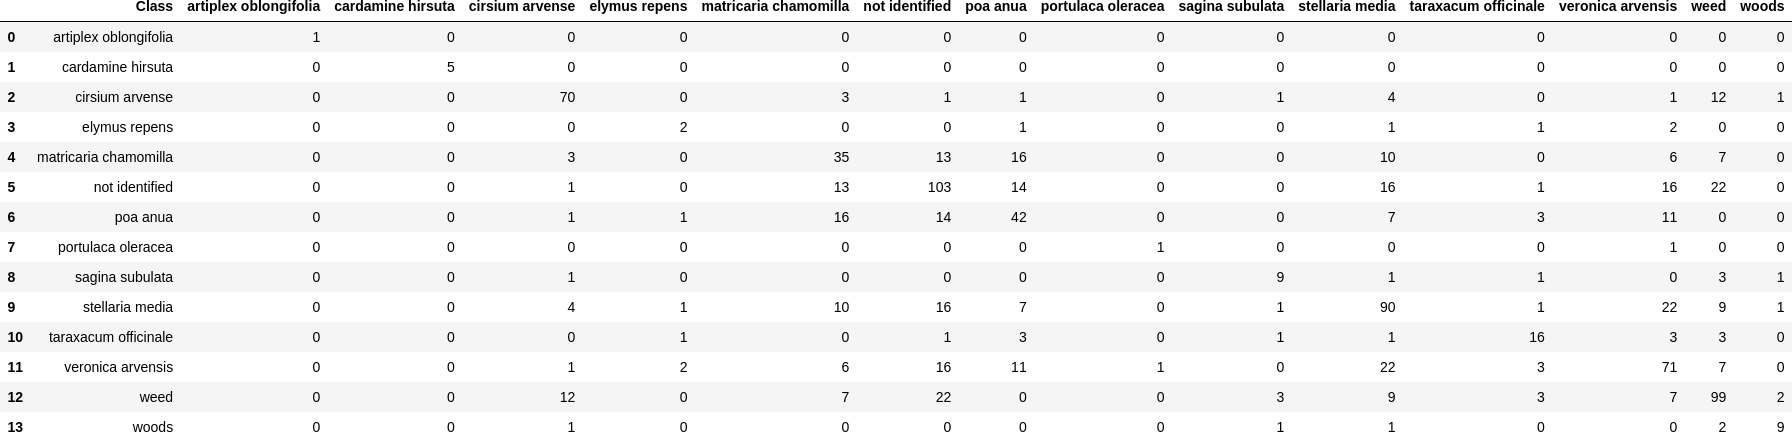 Class artiplex oblongifolia cardamine hirsuta cirsium arvense elymus repens matricaria chamomilla not identified poa anua portulaca oleracea sagina subulata stellaria media taraxacum officinale veronica arvensis weed woods
0 artiplex oblongifolia 1 0 0 0 0 0 0 0 0 0 0 0 0 0
1 cardamine hirsuta 0 5 0 0 0 0 0 0 0 0 0 0 0 0
2 cirsium arvense 0 0 70 0 3 1 1 0 1 4 0 1 12 1
3 elymus repens 0 0 0 2 0 0 1 0 0 1 1 2 0 0
4 matricaria chamomilla 0 0 3 0 35 13 16 0 0 10 0 6 7 0
5 not identified 0 0 1 0 13 103 14 0 0 16 1 16 22 0
6 poa anua 0 0 1 1 16 14 42 0 0 7 3 11 0 0
7 portulaca oleracea 0 0 0 0 0 0 0 1 0 0 0 1 0 0
8 sagina subulata 0 0 1 0 0 0 0 0 9 1 1 0 3 1
9 stellaria media 0 0 4 1 10 16 7 0 1 90 1 22 9 1
10 taraxacum officinale 0 0 0 1 0 1 3 0 1 1 16 3 3 0
11 veronica arvensis 0 0 1 2 6 16 11 1 0 22 3 71 7 0
12 weed 0 0 12 0 7 22 0 0 3 9 3 7 99 2
13 woods 0 0 1 0 0 0 0 0 1 1 0 0 2 9